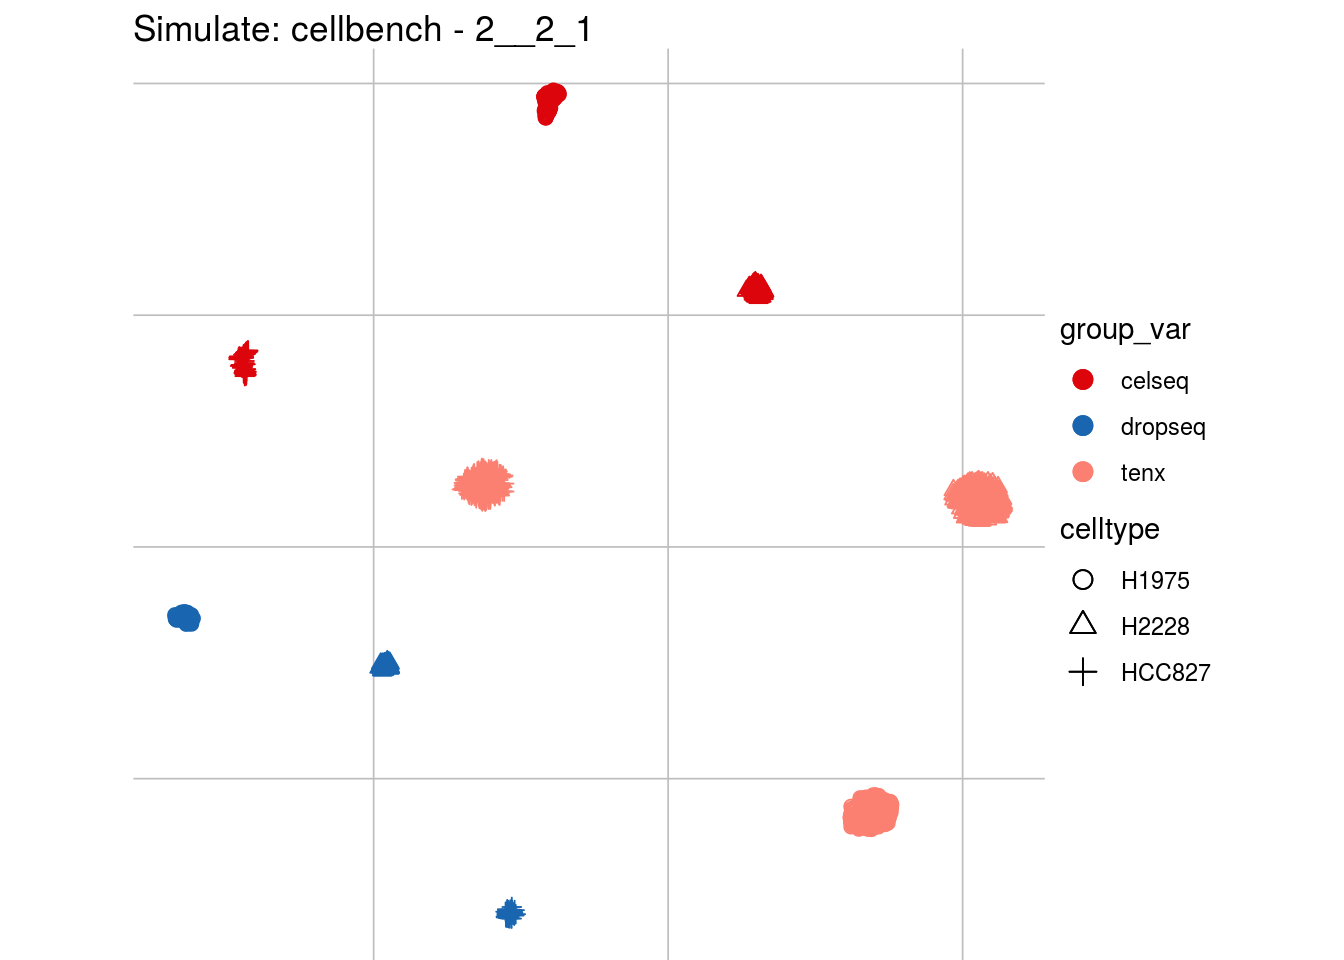 Simulate: cellbench - 2__2_1
group_var
celseq
dropseq
tenx
celltype
H1975
H2228
HCC827